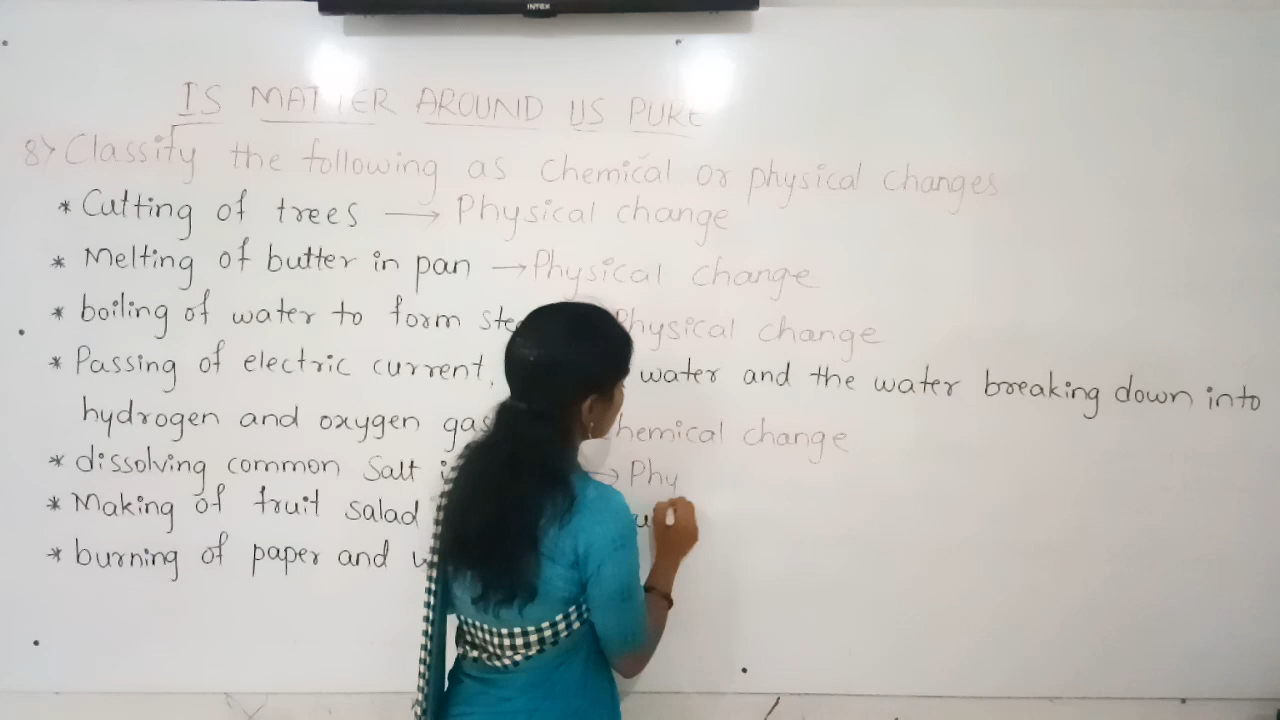 INTEX
IS MATTER AROUND US PURE
8) Classify the following as chemical or physical changes
* Cutting of trees → Physical change
* Melting of butter in pan → Physical change
* boiling of water to form Physical change
* Passing of electric current, water and the water breaking down into
hydrogen and oxygen chemical change
* dissolving common salt → Phy
* Making of fruit salad
* burning of paper and